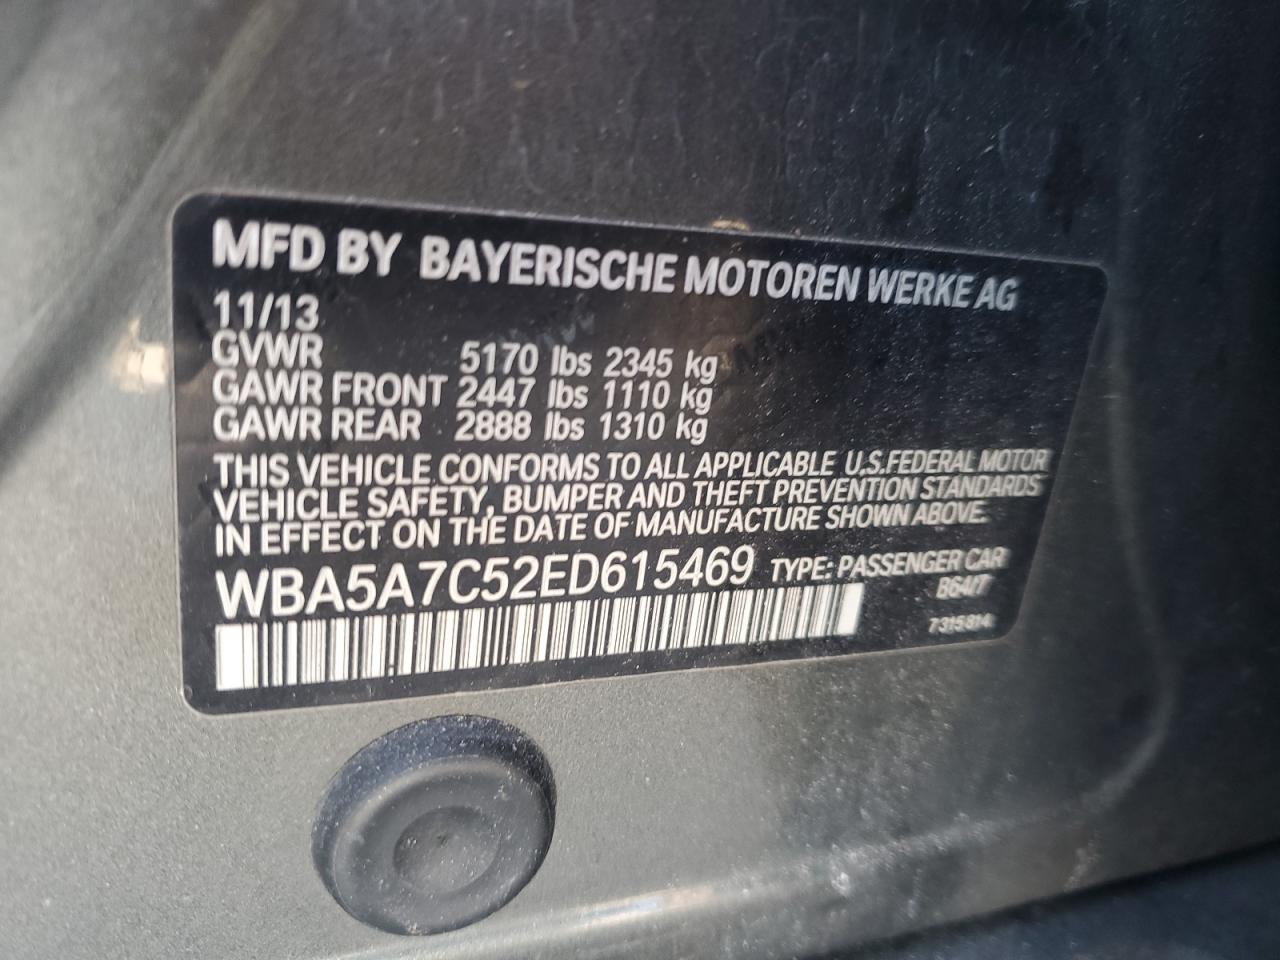 MFD BY BAYERISCHE MOTOREN WERKE AG
11/13
GVWR 5170 lbs 2345 kg
GAWR FRONT 2447 lbs 1110 kg
GAWR REAR 2888 lbs 1310 kg
THIS VEHICLE CONFORMS TO ALL APPLICABLE U.S.FEDERAL MOTOR
VEHICLE SAFETY, BUMPER AND THEFT PREVENTION STANDARDS
IN EFFECT ON THE DATE OF MANUFACTURE SHOWN ABOVE.
WBA5A7C52ED615469 TYPE: PASSENGER CAR
B64/7
7315814